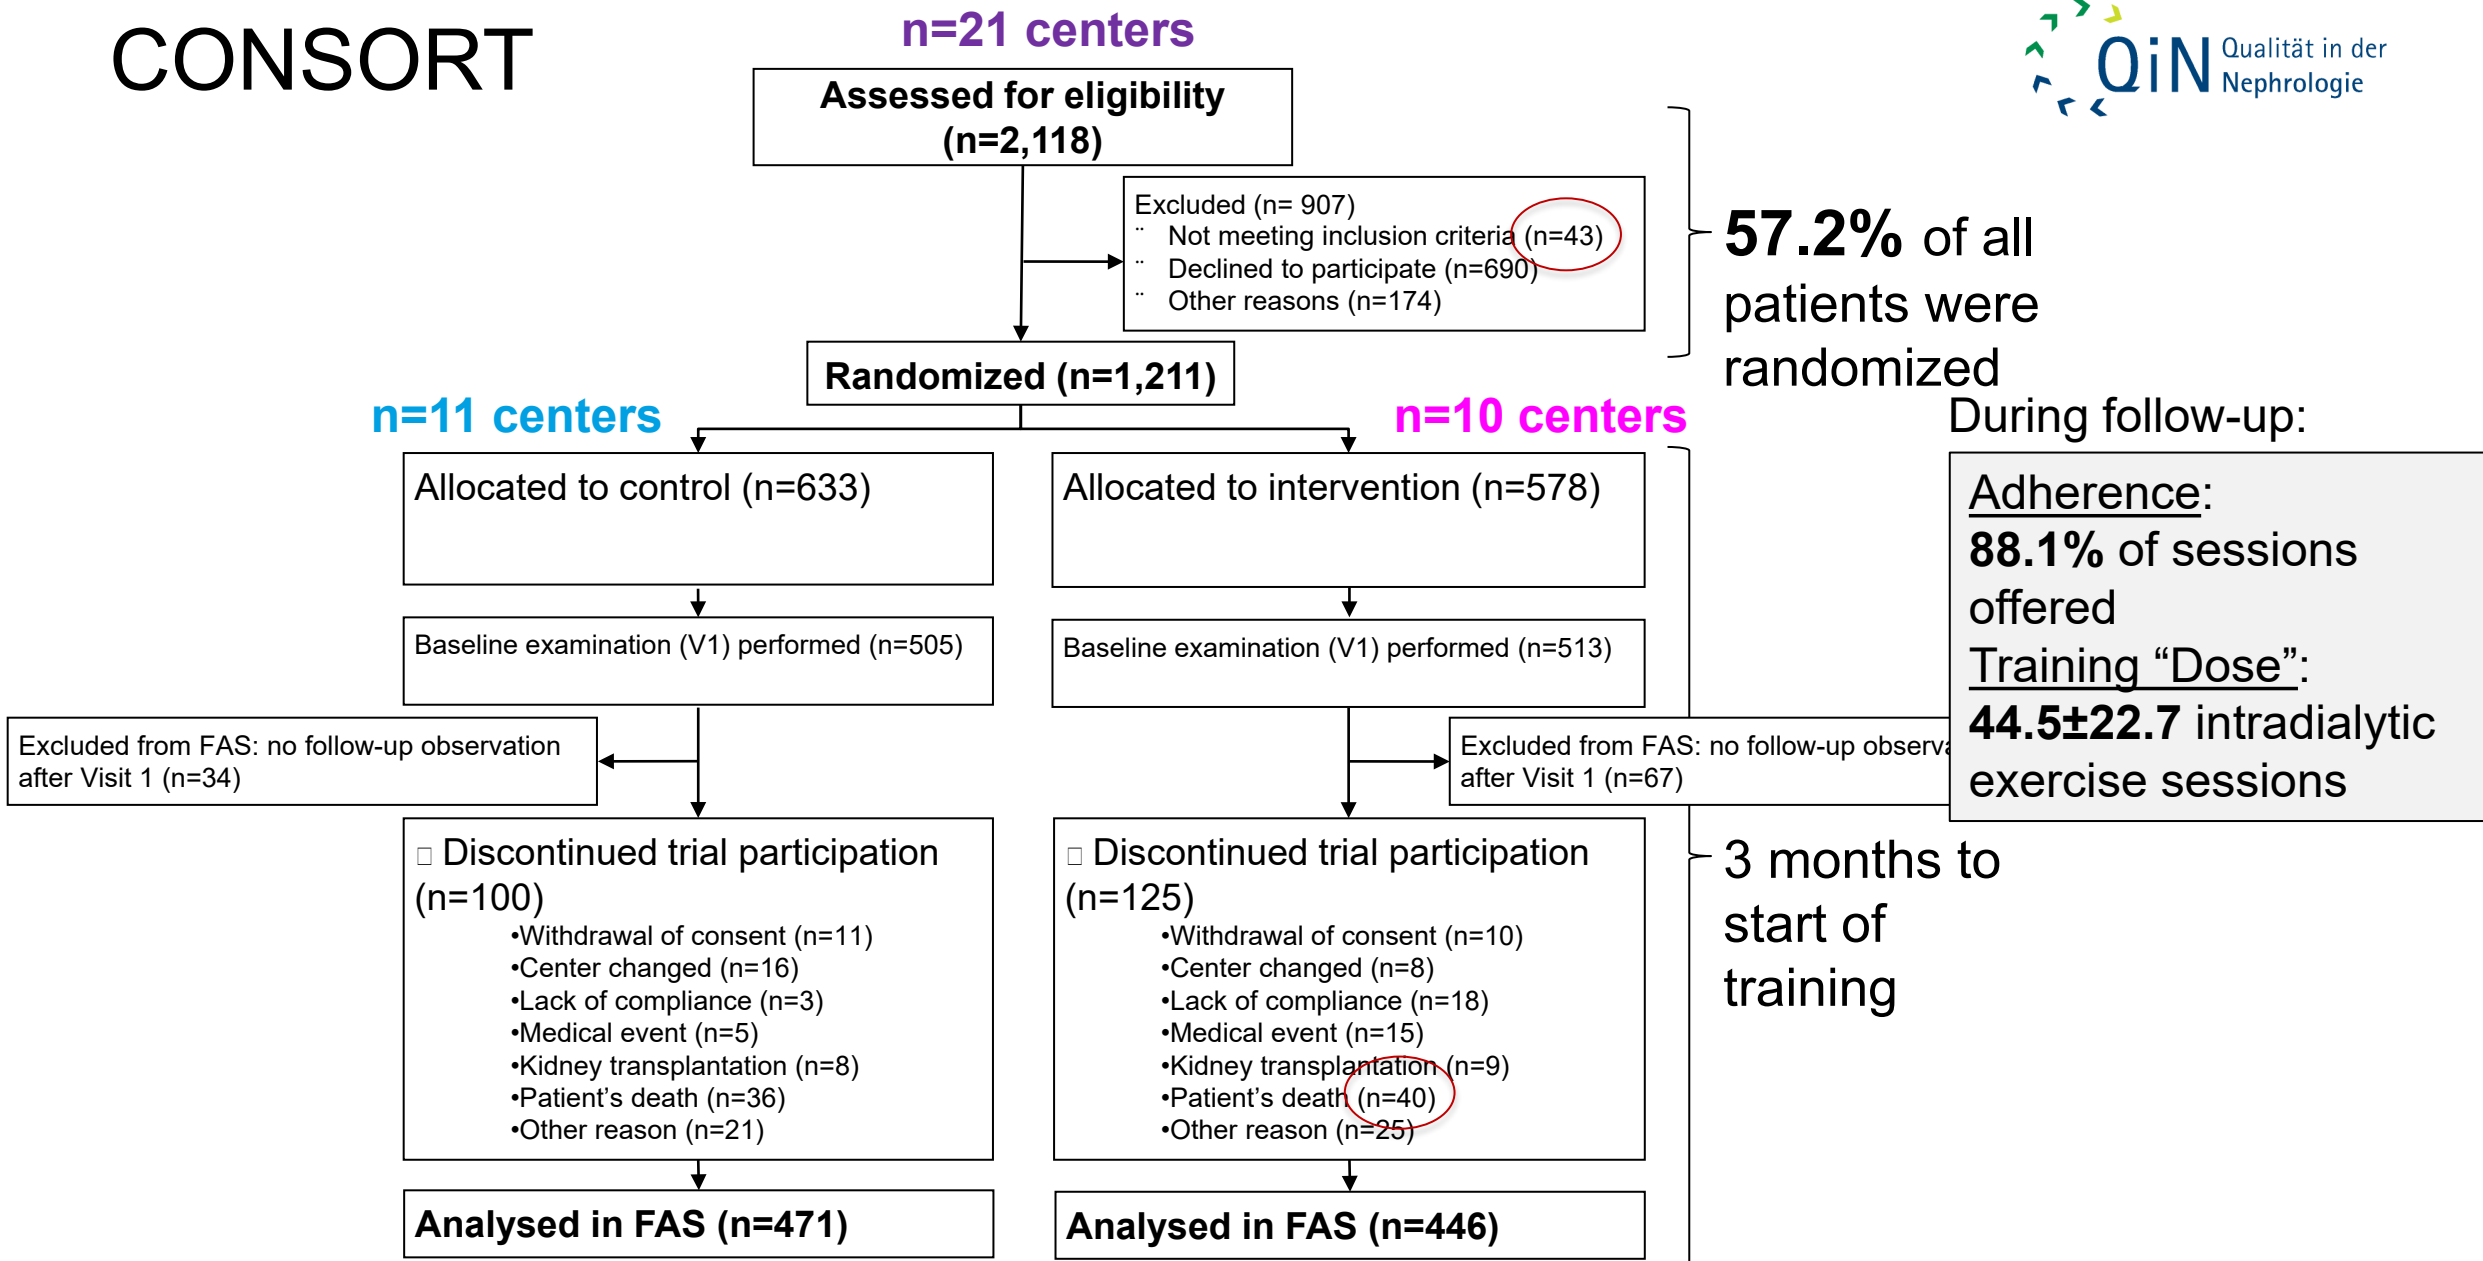 CONSORT
n=21 centers
QiN Qualität in der
Nephrologie
Assessed for eligibility
(n=2,118)
Excluded (n= 907)
¨ Not meeting inclusion criteria (n=43)
¨ Declined to participate (n=690)
¨ Other reasons (n=174)
57.2% of all
patients were
randomized
Randomized (n=1,211)
n=11 centers
n=10 centers
During follow-up:
Allocated to control (n=633)
Allocated to intervention (n=578)
Adherence:
88.1% of sessions
offered
Training “Dose”:
44.5±22.7 intradialytic
exercise sessions
Baseline examination (V1) performed (n=505)
Baseline examination (V1) performed (n=513)
Excluded from FAS: no follow-up observation
after Visit 1 (n=34)
Excluded from FAS: no follow-up observa
after Visit 1 (n=67)
Discontinued trial participation
(n=100)
•Withdrawal of consent (n=11)
•Center changed (n=16)
•Lack of compliance (n=3)
•Medical event (n=5)
•Kidney transplantation (n=8)
•Patient’s death (n=36)
•Other reason (n=21)
Discontinued trial participation
(n=125)
•Withdrawal of consent (n=10)
•Center changed (n=8)
•Lack of compliance (n=18)
•Medical event (n=15)
•Kidney transplantation (n=9)
•Patient’s death (n=40)
•Other reason (n=25)
3 months to
start of
training
Analysed in FAS (n=471)
Analysed in FAS (n=446)